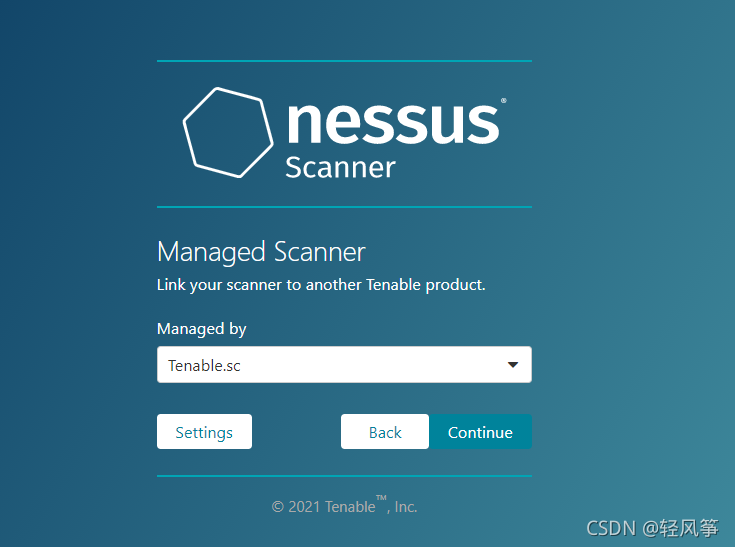 nessus®
Scanner
Managed Scanner
Link your scanner to another Tenable product.
Managed by
Tenable.sc
Settings
Back
Continue
© 2021 Tenable™, Inc.
CSDN @轻风筝